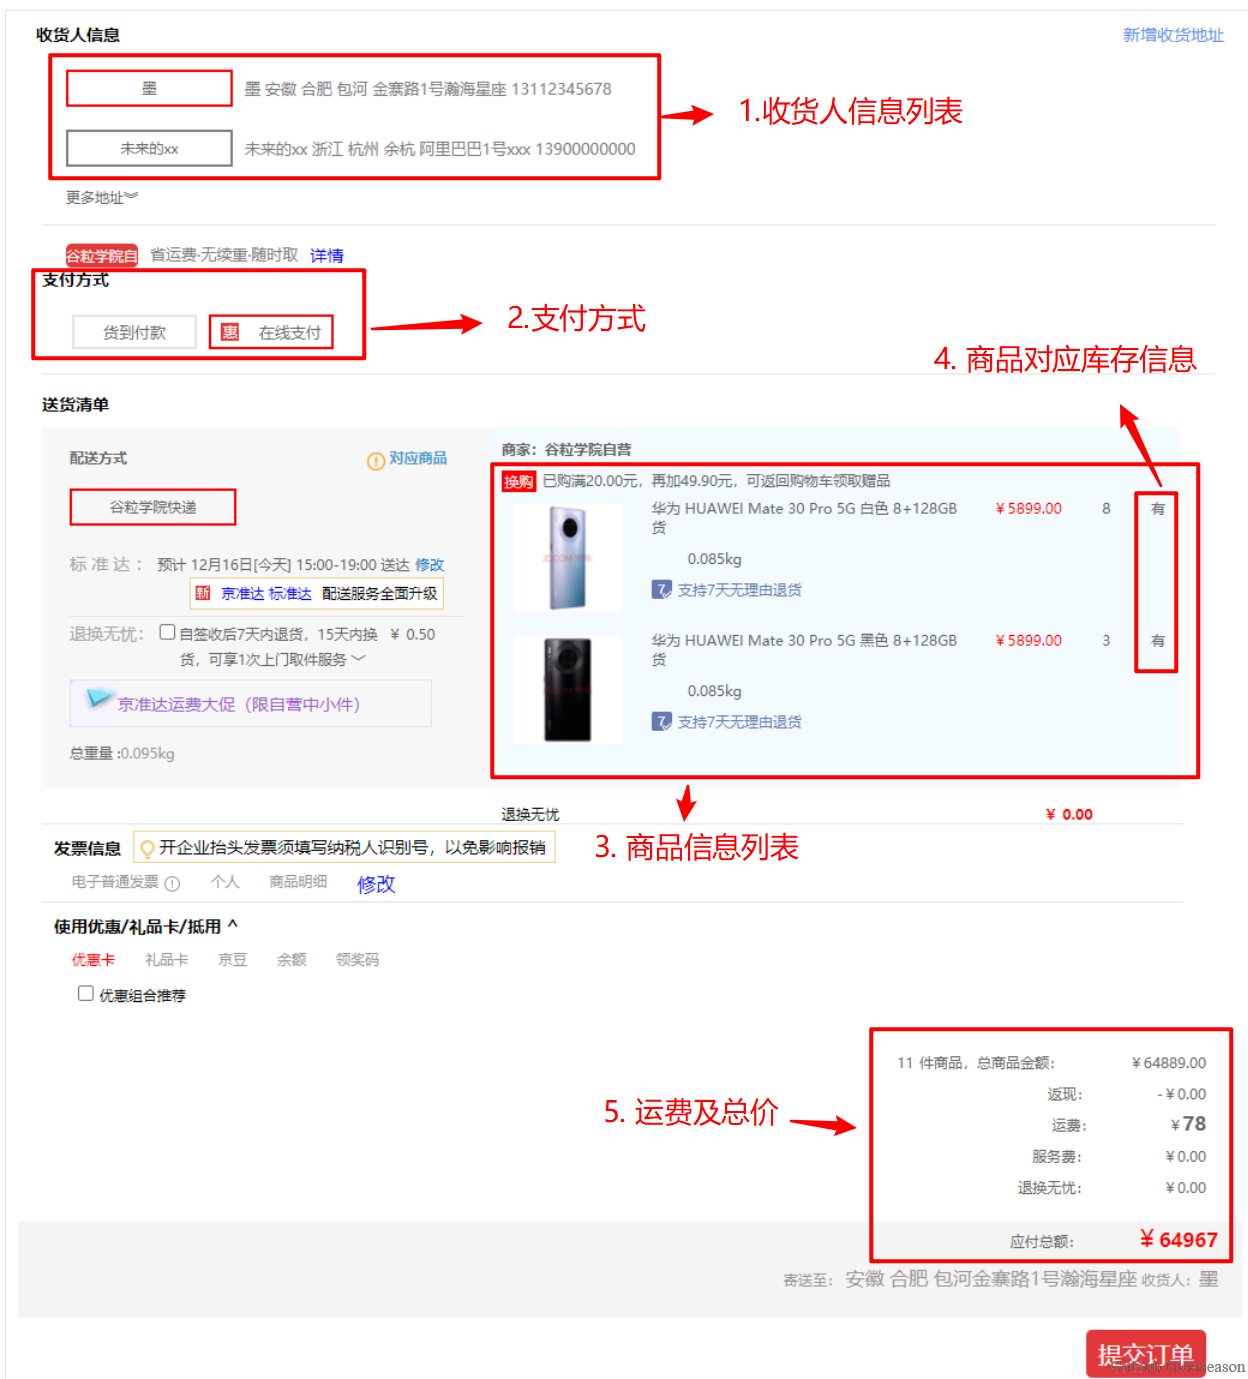 收货人信息
新增收货地址
墨 墨 安徽 合肥 包河 金寨路1号瀚海星座 13112345678
1.收货人信息列表
未来的xx 未来的xx 浙江 杭州 余杭 阿里巴巴1号xxx 13900000000
更多地址
谷粒学院自 省运费·无续重·随时取 详情
支付方式
货到付款 惠 在线支付
2.支付方式
4. 商品对应库存信息
送货清单
配送方式 对应商品
谷粒学院快递
标 准 达： 预计 12月16日[今天] 15:00-19:00 送达 修改
新 京准达 标准达 配送服务全面升级
退换无忧： 自签收后7天内退货，15天内换 ￥ 0.50
货，可享1次上门取件服务
京准达运费大促（限自营中小件）
总重量 :0.095kg
商家：谷粒学院自营
换购 已购满20.00元，再加49.90元，可返回购物车领取赠品
华为 HUAWEI Mate 30 Pro 5G 白色 8+128GB ￥5899.00 8 有
货
0.085kg
7 支持7天无理由退货
华为 HUAWEI Mate 30 Pro 5G 黑色 8+128GB ￥5899.00 3 有
货
0.085kg
7 支持7天无理由退货
退换无忧 ￥ 0.00
3. 商品信息列表
发票信息 开企业抬头发票须填写纳税人识别号，以免影响报销
电子普通发票 个人 商品明细 修改
使用优惠/礼品卡/抵用 ^
优惠卡 礼品卡 京豆 余额 领奖码
优惠组合推荐
11 件商品，总商品金额： ￥64889.00
返现： -￥0.00
5. 运费及总价
运费： ￥78
服务费： ￥0.00
退换无忧： ￥0.00
应付总额： ￥64967
寄送至： 安徽 合肥 包河金寨路1号瀚海星座 收货人：墨
提交订单